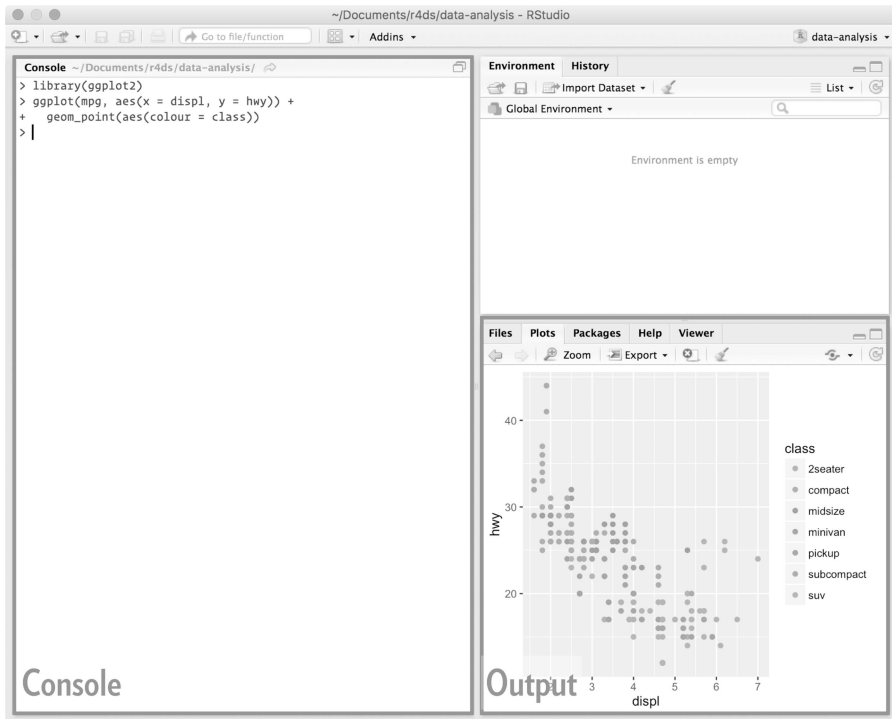 ~/Documents/r4ds/data-analysis - RStudio
Go to file/function
Addins
data-analysis
Console ~/Documents/r4ds/data-analysis/
> library(ggplot2)
> ggplot(mpg, aes(x = displ, y = hwy)) +
+   geom_point(aes(colour = class))
>
Console
Environment History
Import Dataset List
Global Environment
Environment is empty
Files Plots Packages Help Viewer
Zoom Export
40
30
20
hwy
3 4 5 6 7
displ
class
2seater
compact
midsize
minivan
pickup
subcompact
suv
Output